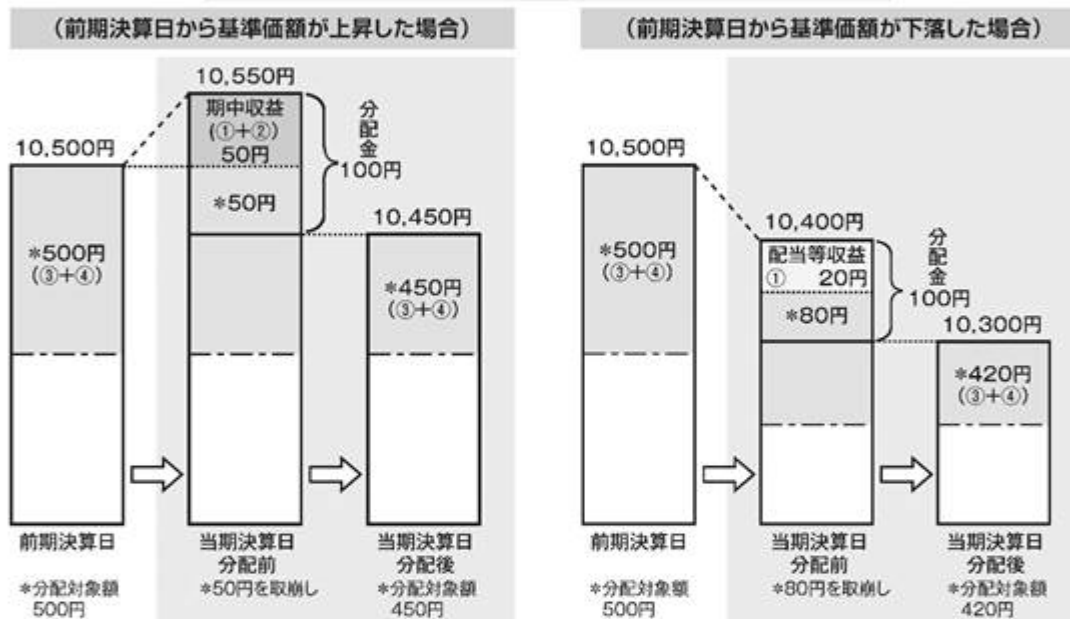 (前期決算日から基準価額が上昇した場合)
10,550円
期中収益
(①+②)
50円
*50円
分配金
100円
10,500円
*500円
(③+④)
10,450円
*450円
(③+④)
前期決算日
*分配対象額
500円
当期決算日
分配前
*50円を取崩し
当期決算日
分配後
*分配対象額
450円
(前期決算日から基準価額が下落した場合)
10,500円
*500円
(③+④)
10,400円
配当等収益
① 20円
*80円
分配金
100円
10,300円
*420円
(③+④)
前期決算日
*分配対象額
500円
当期決算日
分配前
*80円を取崩し
当期決算日
分配後
*分配対象額
420円